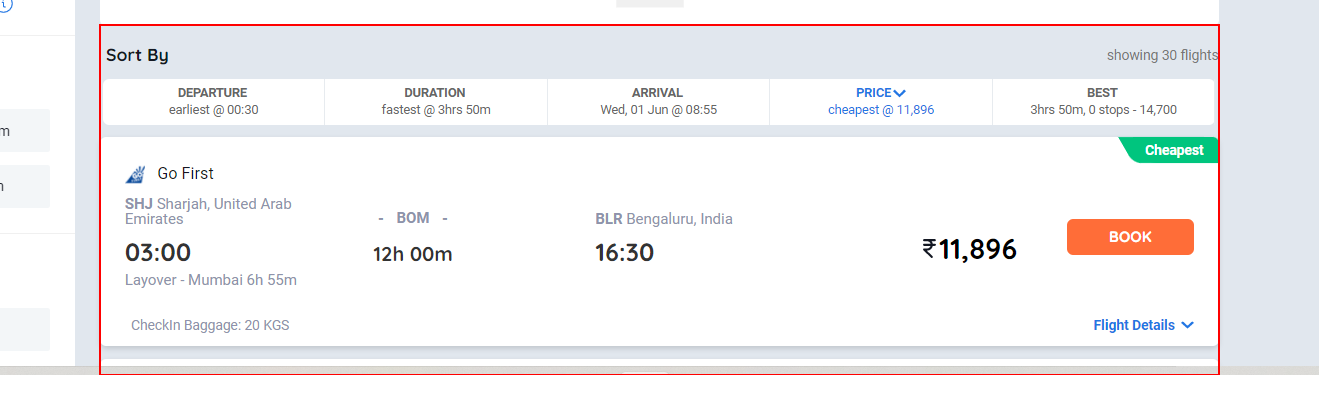 Sort By
showing 30 flights
DEPARTURE
earliest @ 00:30
DURATION
fastest @ 3hrs 50m
ARRIVAL
Wed, 01 Jun @ 08:55
PRICE
cheapest @ 11,896
BEST
3hrs 50m, 0 stops - 14,700
m
Cheapest
Go First
SHJ Sharjah, United Arab
Emirates
- BOM -
BLR Bengaluru, India
03:00
12h 00m
16:30
₹11,896
BOOK
Layover - Mumbai 6h 55m
CheckIn Baggage: 20 KGS
Flight Details